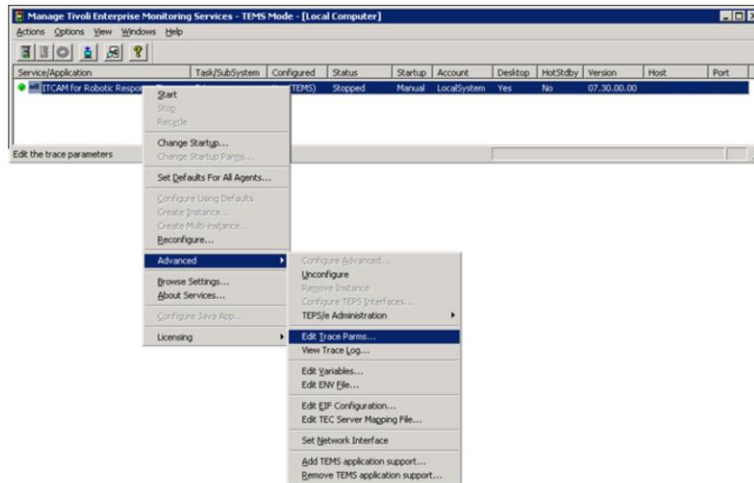 Manage Tivoli Enterprise Monitoring Services - TEMS Mode - [Local Computer]
Actions Options View Windows Help
Service/Application Task/SubSystem Configured Status Startup Account Desktop HotStdby Version Host Port
ITCAM for Robotic (TEMS) Stopped Manual LocalSystem Yes No 07.30.00.00
Edit the trace parameters
Start
Stop
Recycle
Change Startup...
Change Startup Parms...
Set Defaults For All Agents...
Configure Using Defaults
Create Instance...
Create Multi-instance...
Reconfigure...
Advanced
Browse Settings...
About Services...
Configure Java App...
Licensing
Configure Advanced...
Unconfigure
Remove Instance
Configure TEPS Interfaces...
TEPS/e Administration
Edit Trace Parms...
View Trace Log...
Edit Variables...
Edit ENV File...
Edit EIF Configuration...
Edit TEC Server Mapping File...
Set Network Interface
Add TEMS application support...
Remove TEMS application support...